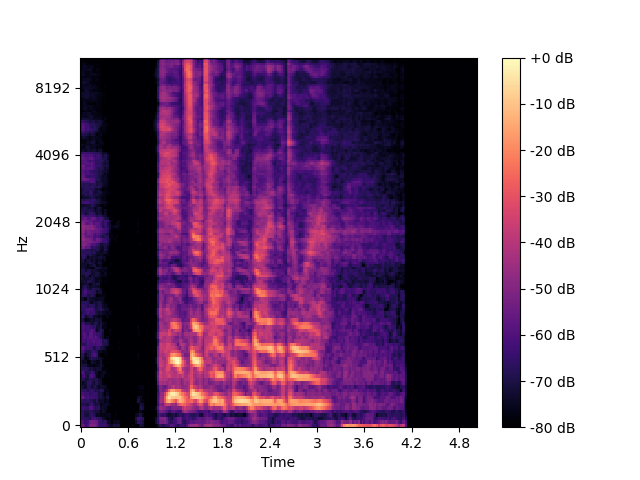 +0 dB
8192
-10 dB
4096
-20 dB
-30 dB
2048
Hz
-40 dB
1024
-50 dB
-60 dB
512
-70 dB
0
-80 dB
0 0.6 1.2 1.8 2.4 3 3.6 4.2 4.8
Time